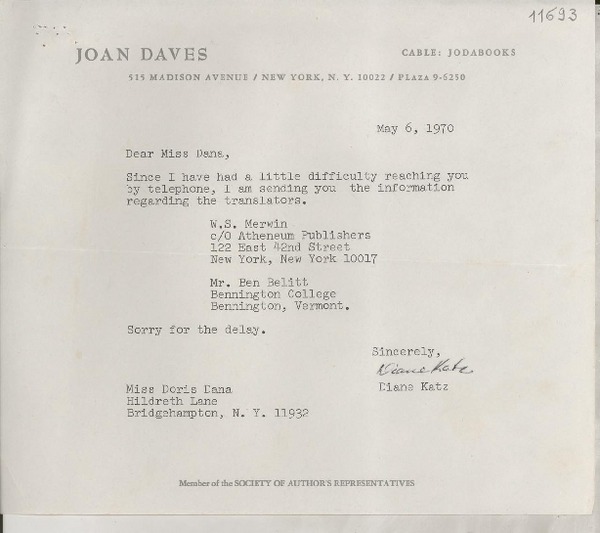 11693
JOAN DAVES
CABLE: JODABOOKS
515 MADISON AVENUE / NEW YORK, N. Y. 10022 / PLAZA 9-6250
May 6, 1970
Dear Miss Dana,
Since I have had a little difficulty reaching you
by telephone, I am sending you the information
regarding the translators.
W.S. Merwin
c/O Atheneum Publishers
122 East 42nd Street
New York, New York 10017
Mr. Ben Belitt
Bennington College
Bennington, Vermont.
Sorry for the delay.
Sincerely,
Diane Katz
Diane Katz
Miss Doris Dana
Hildreth Lane
Bridgehampton, N. Y. 11932
Member of the SOCIETY OF AUTHOR'S REPRESENTATIVES